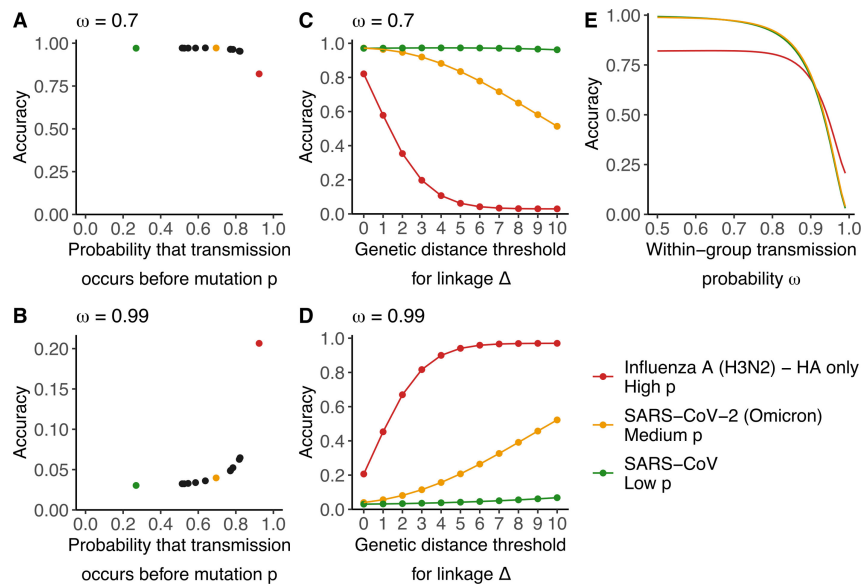 A
ω = 0.7
1.00
0.75
0.50
0.25
0.00
Accuracy
0.0 0.2 0.4 0.6 0.8 1.0
Probability that transmission
occurs before mutation p
C
ω = 0.7
1.00
0.75
0.50
0.25
0.00
Accuracy
0 1 2 3 4 5 6 7 8 9 10
Genetic distance threshold
for linkage Δ
E
1.00
0.75
0.50
0.25
0.00
Accuracy
0.5 0.6 0.7 0.8 0.9 1.0
Within−group transmission
probability ω
B
ω = 0.99
0.20
0.15
0.10
0.05
0.00
Accuracy
0.0 0.2 0.4 0.6 0.8 1.0
Probability that transmission
occurs before mutation p
D
ω = 0.99
1.0
0.8
0.6
0.4
0.2
0.0
Accuracy
0 1 2 3 4 5 6 7 8 9 10
Genetic distance threshold
for linkage Δ
Influenza A (H3N2) − HA only
High p
SARS−CoV−2 (Omicron)
Medium p
SARS−CoV
Low p